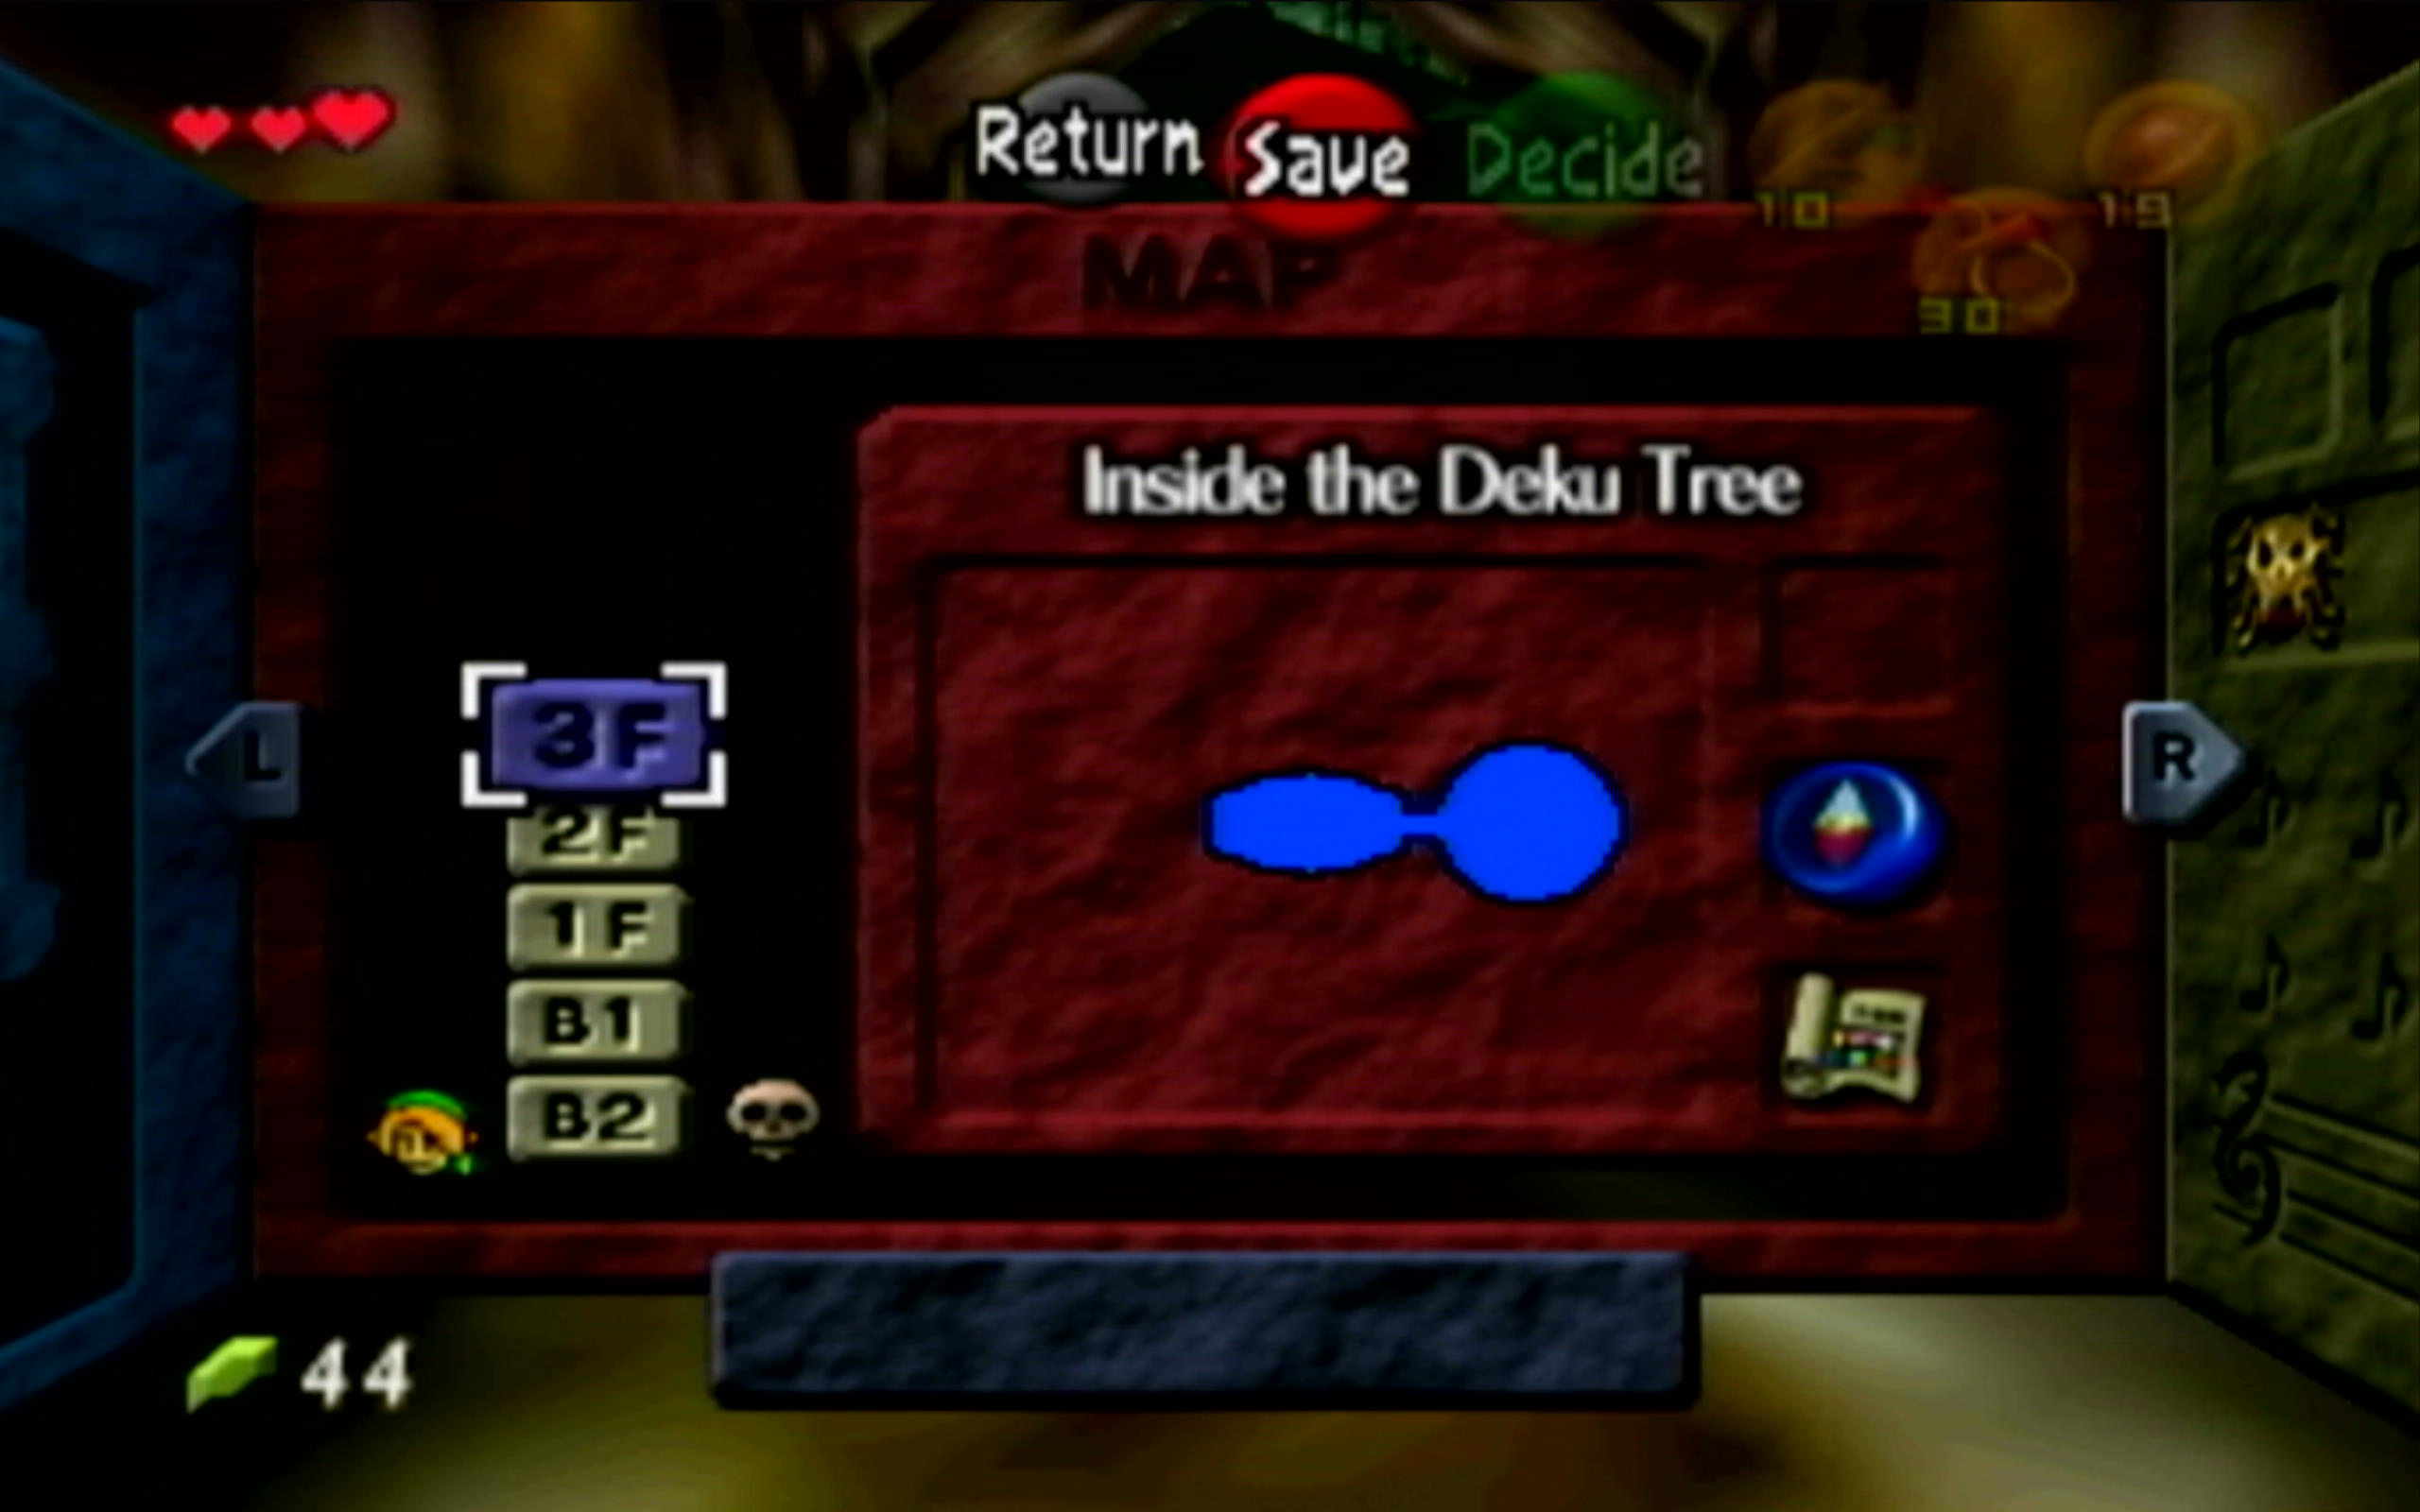 Return Save Decide
10 19
MAP
30
Inside the Deku Tree
3F
L R
2F
1F
B1
B2
44